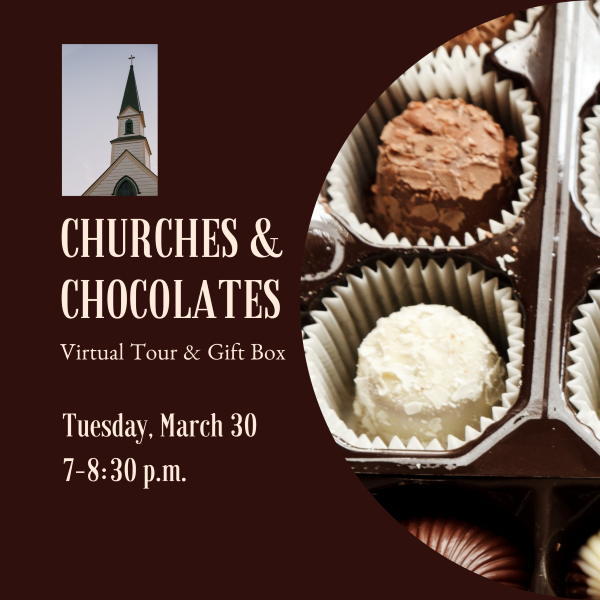 CHURCHES &
CHOCOLATES
Virtual Tour & Gift Box
Tuesday, March 30
7-8:30 p.m.